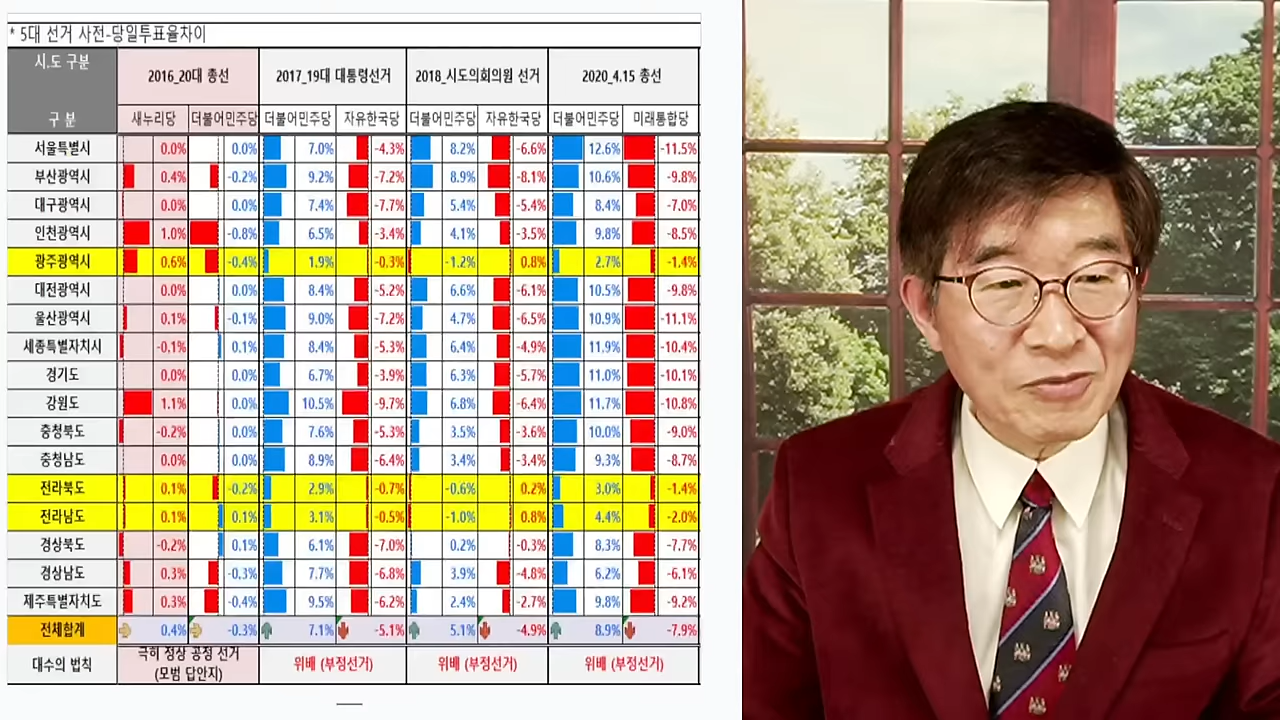 * 5대 선거 사전-당일투표율차이
시.도 구분 2016_20대 총선 2017_19대 대통령선거 2018_시도의회의원 선거 2020_4.15 총선
구 분 새누리당 더불어민주당 더불어민주당 자유한국당 더불어민주당 자유한국당 더불어민주당 미래통합당
서울특별시 0.0% 0.0% 7.0% -4.3% 8.2% -6.6% 12.6% -11.5%
부산광역시 0.4% -0.2% 9.2% -7.2% 8.9% -8.1% 10.6% -9.8%
대구광역시 0.0% 0.0% 7.4% -7.7% 5.4% -5.4% 8.4% -7.0%
인천광역시 1.0% -0.8% 6.5% -3.4% 4.1% -3.5% 9.8% -8.5%
광주광역시 0.6% -0.4% 1.9% -0.3% -1.2% 0.8% 2.7% -1.4%
대전광역시 0.0% 0.0% 8.4% -5.2% 6.6% -6.1% 10.5% -9.8%
울산광역시 0.1% -0.1% 9.0% -7.2% 4.7% -6.5% 10.9% -11.1%
세종특별자치시 -0.1% 0.1% 8.4% -5.3% 6.4% -4.9% 11.9% -10.4%
경기도 0.0% 0.0% 6.7% -3.9% 6.3% -5.7% 11.0% -10.1%
강원도 1.1% 0.0% 10.5% -9.7% 6.8% -6.4% 11.7% -10.8%
충청북도 -0.2% 0.0% 7.6% -5.3% 3.5% -3.6% 10.0% -9.0%
충청남도 0.0% 0.0% 8.9% -6.4% 3.4% -3.4% 9.3% -8.7%
전라북도 0.1% -0.2% 2.9% -0.7% -0.6% 0.2% 3.0% -1.4%
전라남도 0.1% 0.1% 3.1% -0.5% -1.0% 0.8% 4.4% -2.0%
경상북도 -0.2% 0.1% 6.1% -7.0% 0.2% -0.3% 8.3% -7.7%
경상남도 0.3% -0.3% 7.7% -6.8% 3.9% -4.8% 6.2% -6.1%
제주특별자치도 0.3% -0.4% 9.5% -6.2% 2.4% -2.7% 9.8% -9.2%
전체합계 0.4% -0.3% 7.1% -5.1% 5.1% -4.9% 8.9% -7.9%
대수의 법칙 극히 정상 공정 선거 위배 (부정선거) 위배 (부정선거) 위배 (부정선거)
(모범 답안지)